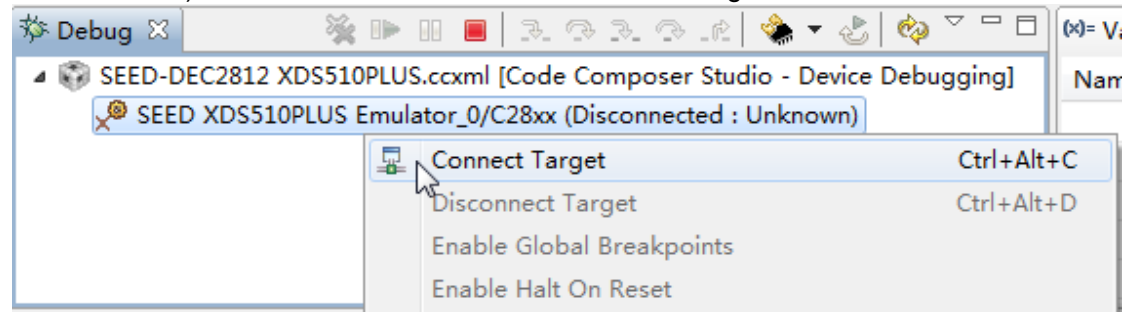 Debug
(x)= Va
SEED-DEC2812 XDS510PLUS.ccxml [Code Composer Studio - Device Debugging]
Nam
SEED XDS510PLUS Emulator_0/C28xx (Disconnected : Unknown)
Connect Target Ctrl+Alt+C
Disconnect Target Ctrl+Alt+D
Enable Global Breakpoints
Enable Halt On Reset